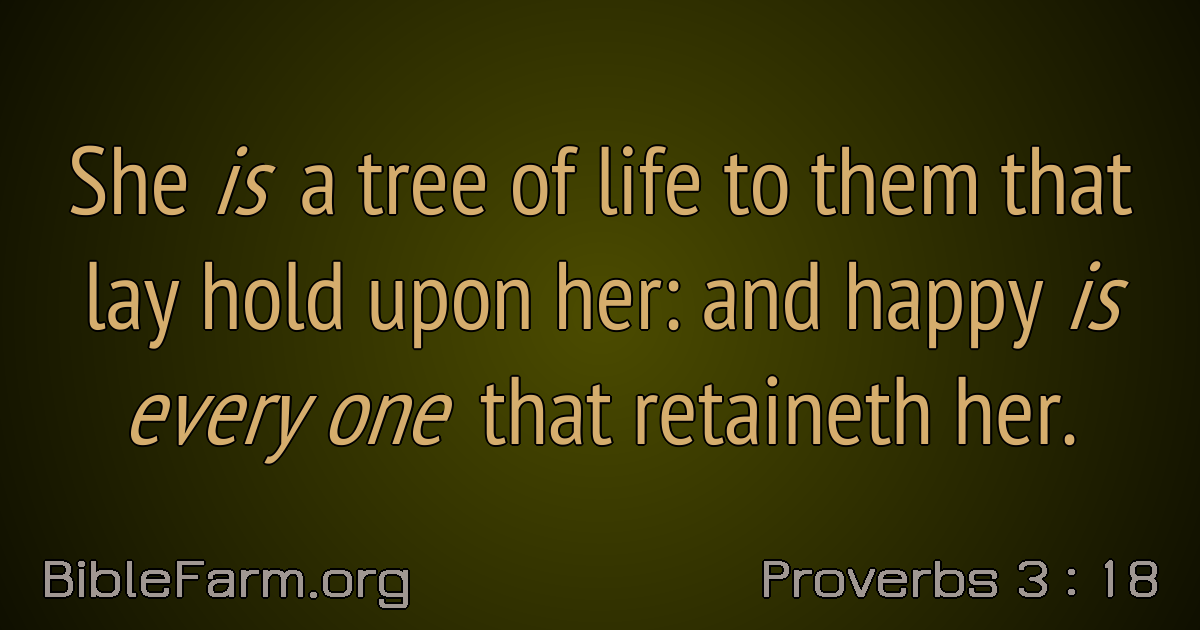 She is a tree of life to them that
lay hold upon her: and happy is
every one that retaineth her.
BibleFarm.org
Proverbs 3 : 18